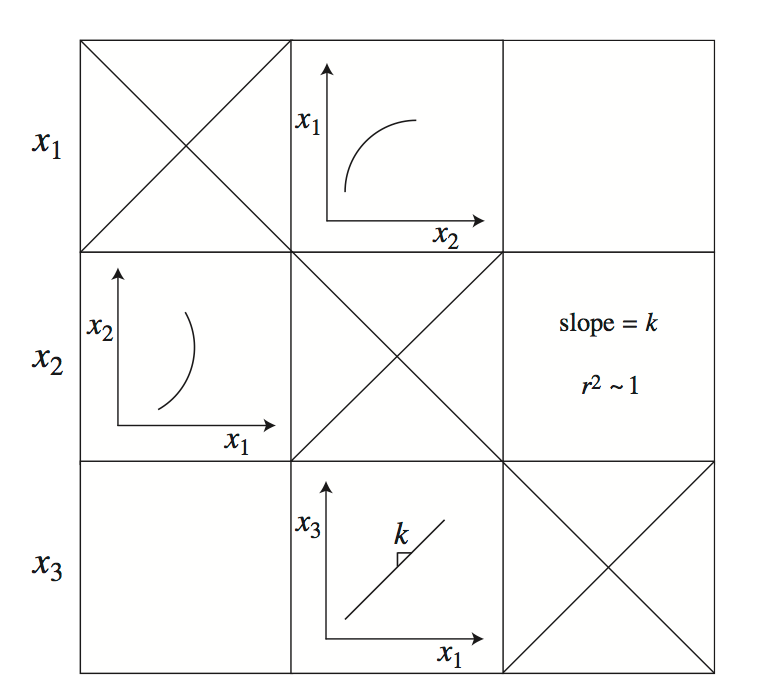 x1
x1
x2
x2
x2
x1
slope = k
r2 ~ 1
x3
x3
k
x1